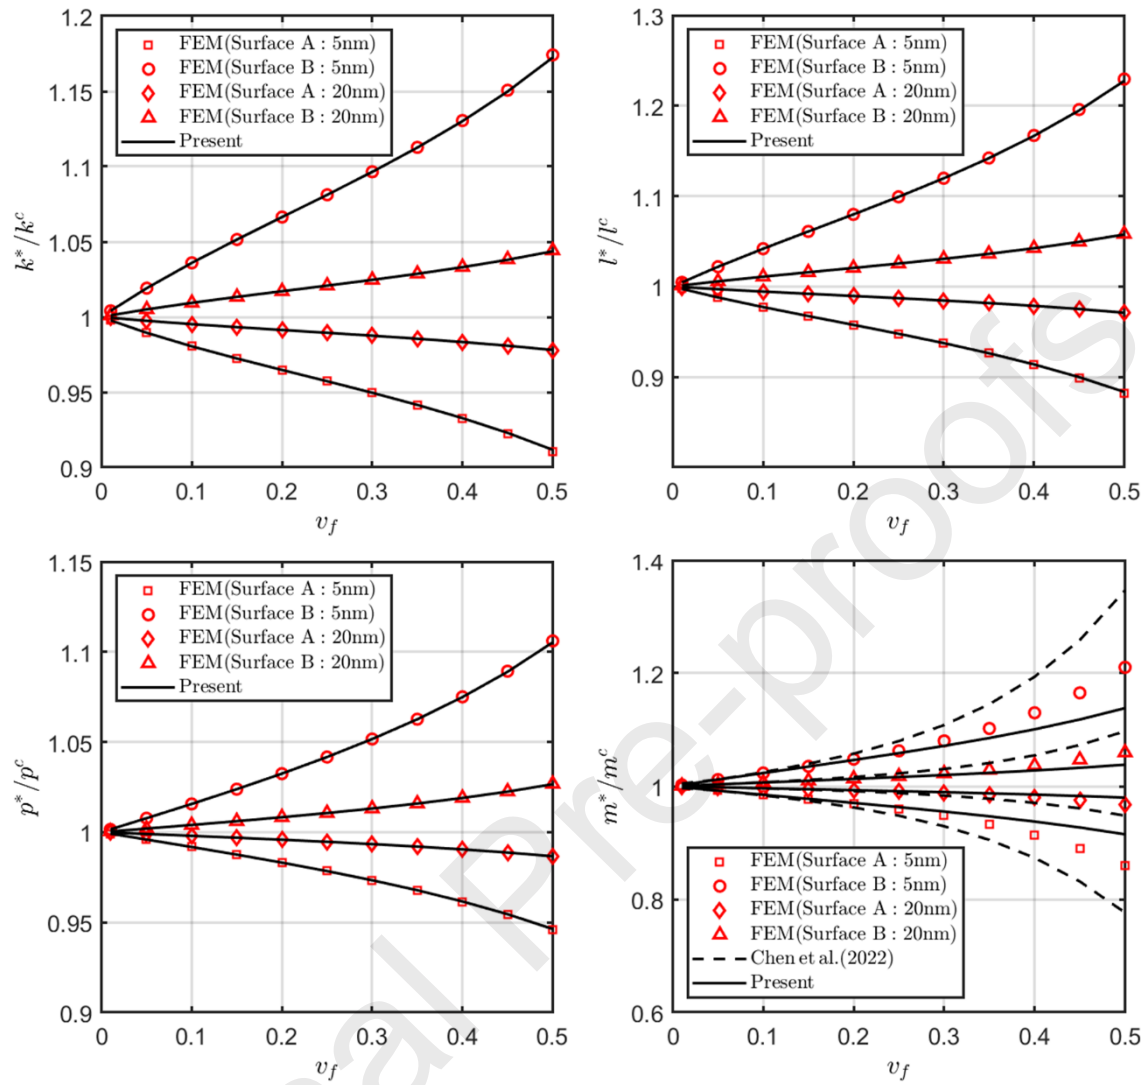 1.2
1.15
1.1
1.05
1
0.95
0.9
k*/k^c
FEM(Surface A : 5nm)
FEM(Surface B : 5nm)
FEM(Surface A : 20nm)
FEM(Surface B : 20nm)
Present
0 0.1 0.2 0.3 0.4 0.5
v_f
1.3
1.2
1.1
1
0.9
l*/l^c
FEM(Surface A : 5nm)
FEM(Surface B : 5nm)
FEM(Surface A : 20nm)
FEM(Surface B : 20nm)
Present
0 0.1 0.2 0.3 0.4 0.5
v_f
1.15
1.1
1.05
1
0.95
0.9
p*/p^c
FEM(Surface A : 5nm)
FEM(Surface B : 5nm)
FEM(Surface A : 20nm)
FEM(Surface B : 20nm)
Present
0 0.1 0.2 0.3 0.4 0.5
v_f
1.4
1.2
1
0.8
0.6
m*/m^c
FEM(Surface A : 5nm)
FEM(Surface B : 5nm)
FEM(Surface A : 20nm)
FEM(Surface B : 20nm)
Chen et al.(2022)
Present
0 0.1 0.2 0.3 0.4 0.5
v_f
al Pre-proofs